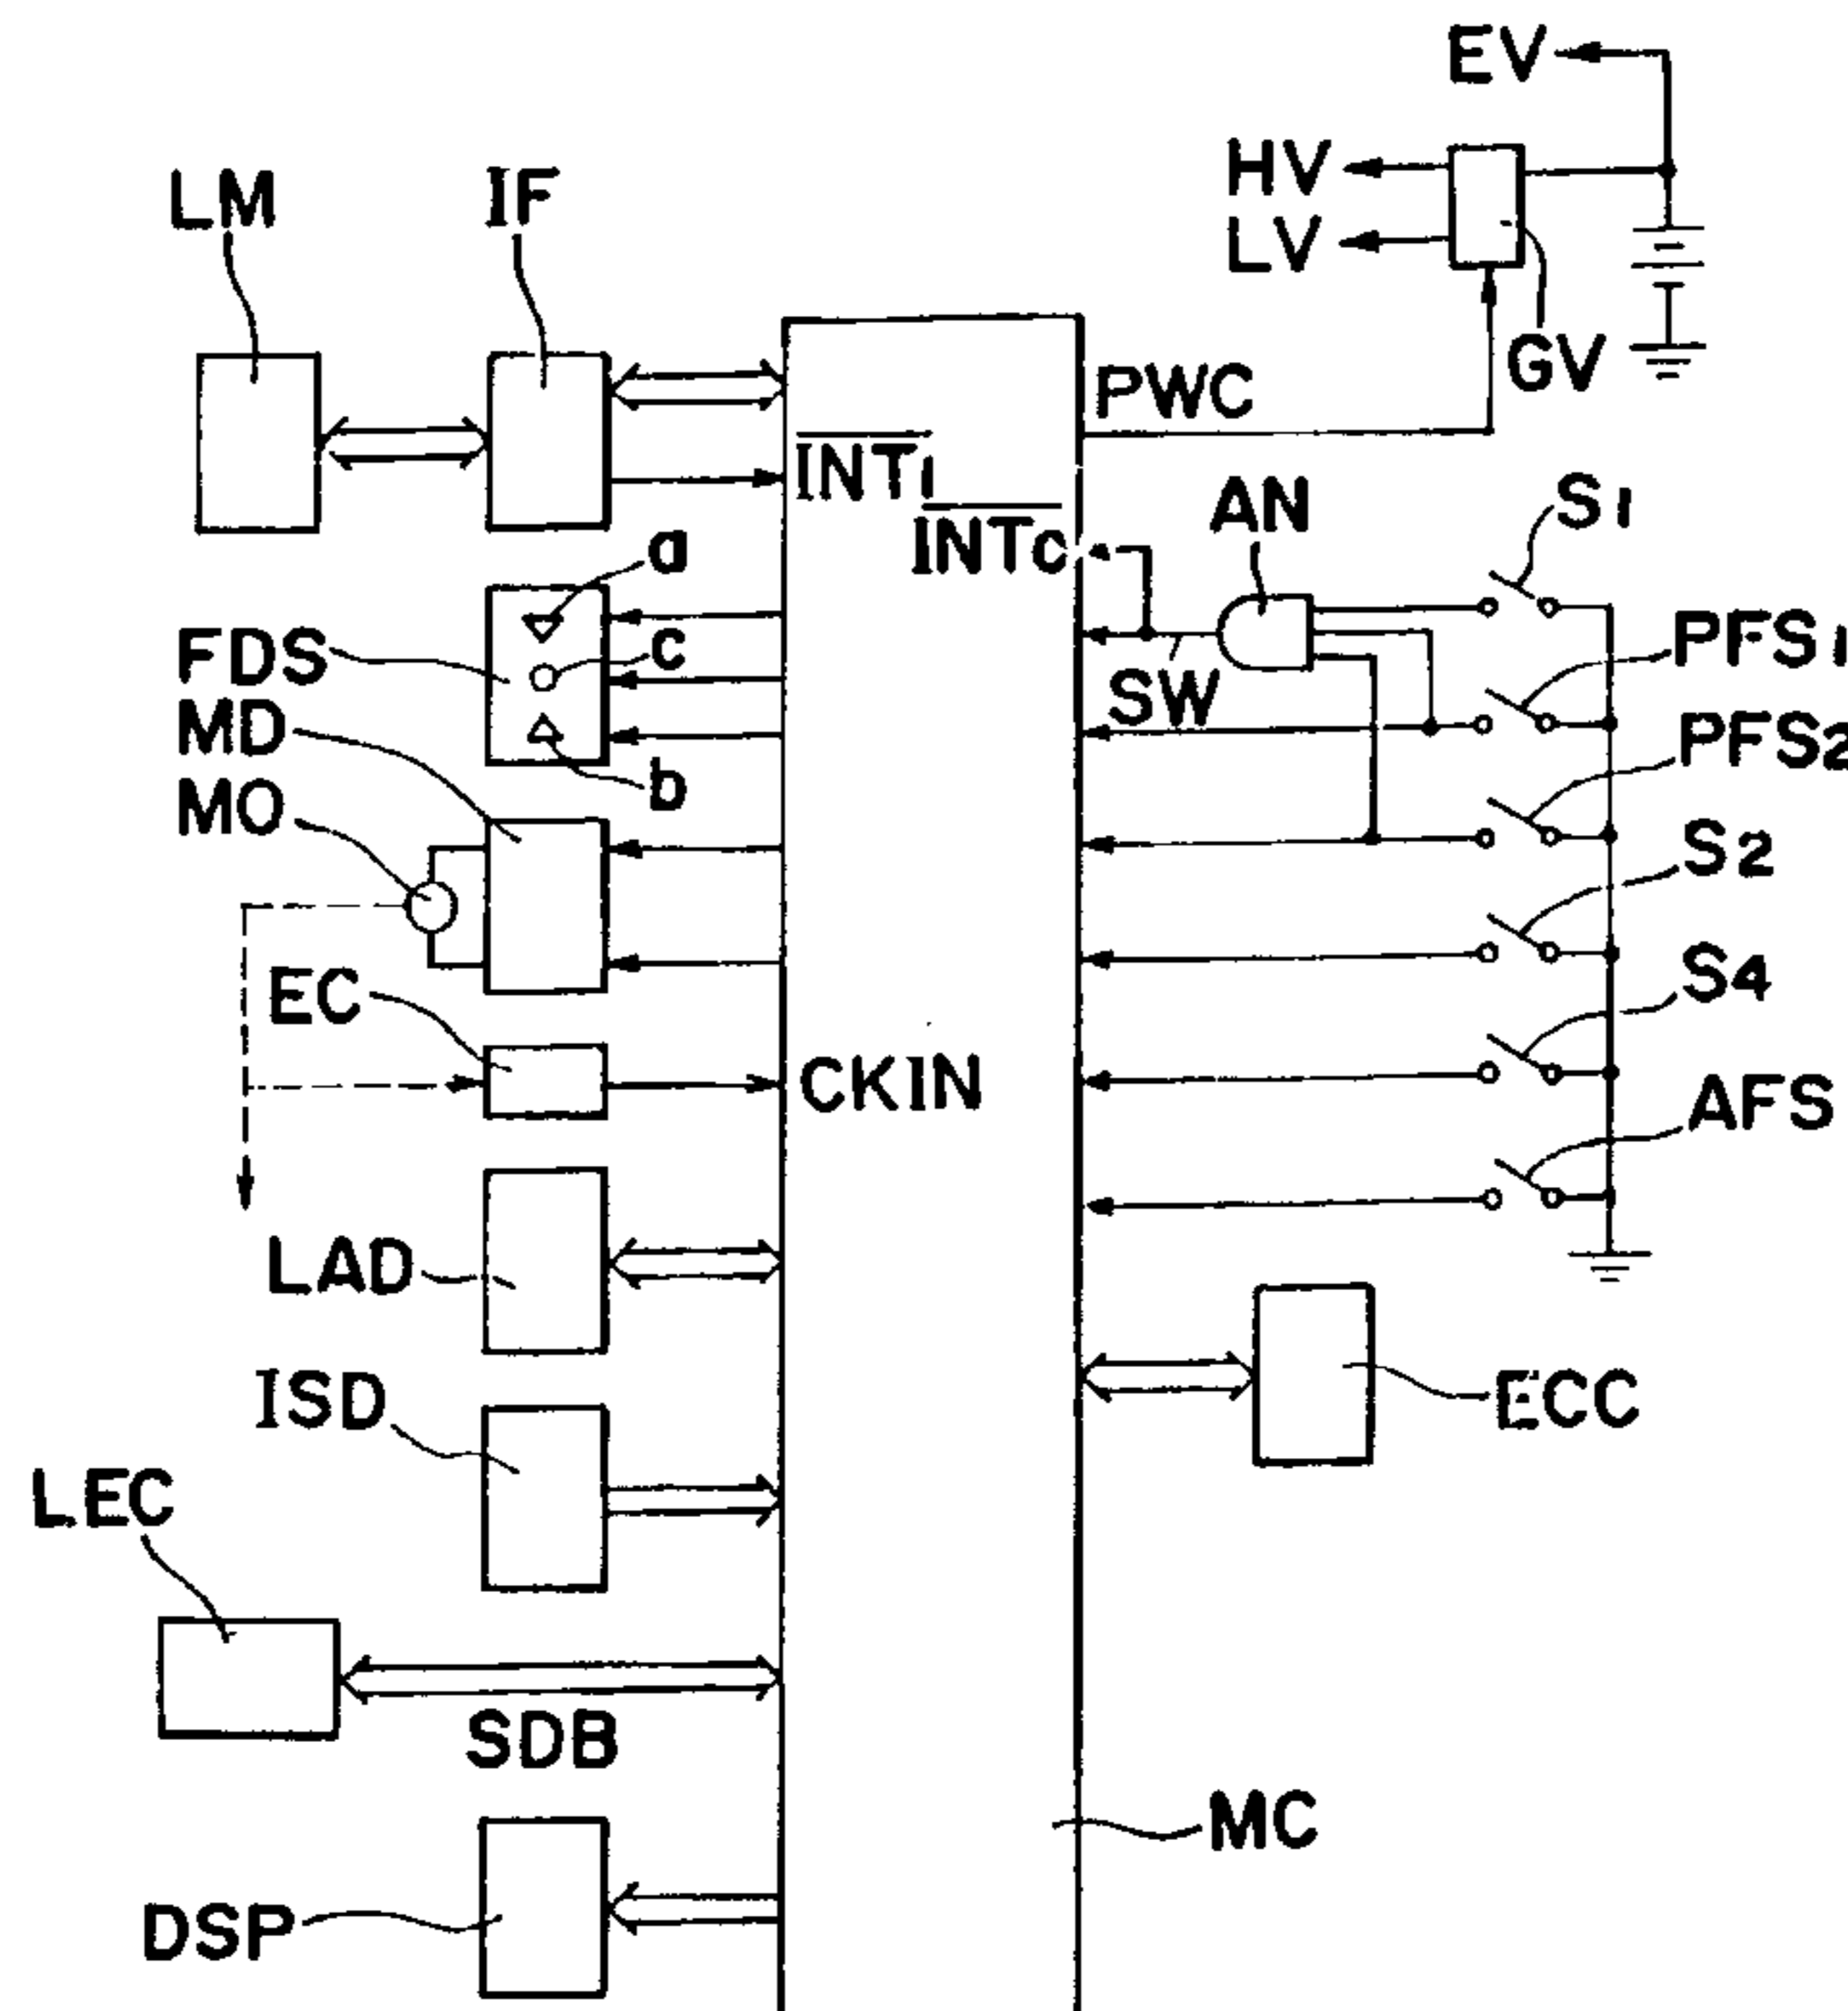 EV
HV
LV
LM
IF
GV
PWC
INT1
INTC
AN
S1
a
FDS
c
SW
PFS1
MD
b
PFS2
MO
S2
EC
S4
CKIN
AFS
LAD
ISD
ECC
LEC
SDB
MC
DSP